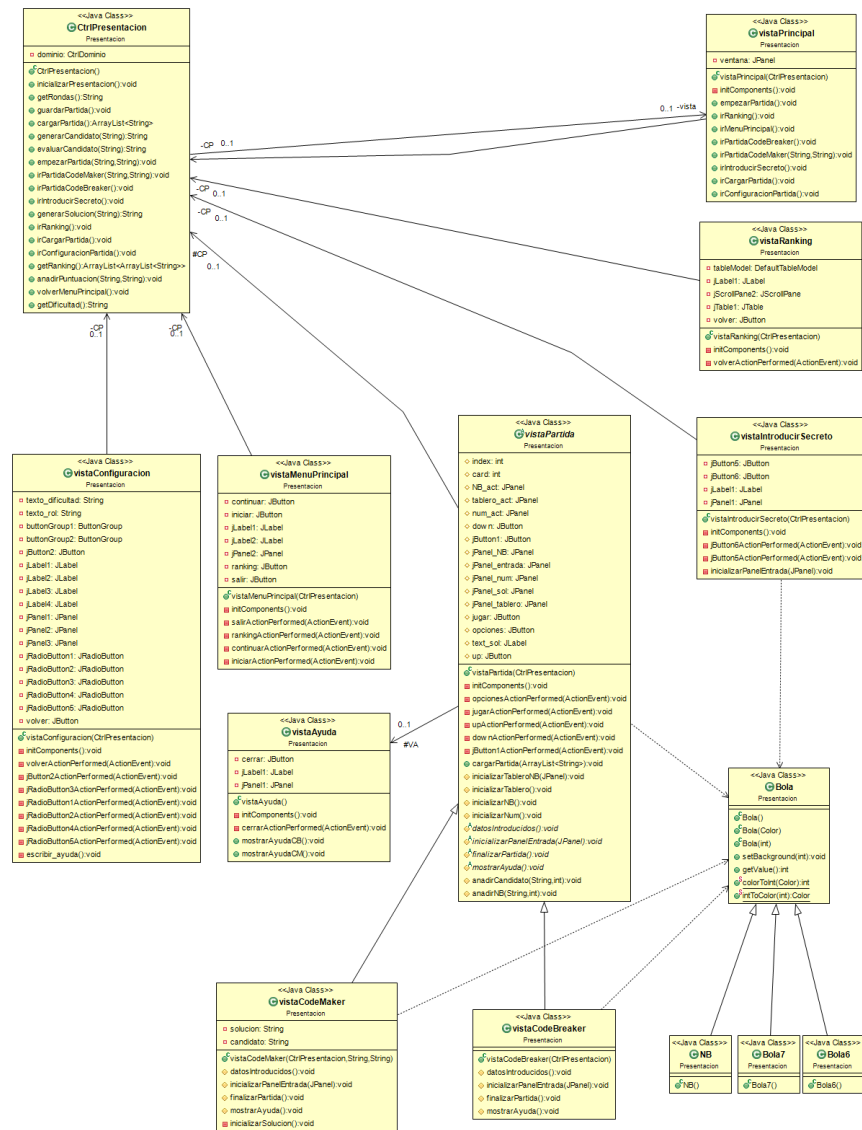 <<Java Class>>
CtrlPresentacion
Presentacion
dominio: CtrlDominio
CtrlPresentacion()
inicializarPresentacion():void
getRondas():String
guardarPartida():void
cargarPartida():ArrayList<String>
generarCandidato(String):String
evaluarCandidato(String):String
empezarPartida(String,String):void
irPartidaCodeMaker(String,String):void
irPartidaCodeBreaker():void
irIntroducirSecreto():void
generarSolucion(String):String
irRanking():void
irCargarPartida():void
irConfiguracionPartida():void
getRanking():ArrayList<ArrayList<String>>
anadirPuntuacion(String,String):void
volverMenuPrincipal():void
getDificultad():String
<<Java Class>>
vistaPrincipal
Presentacion
ventana: JPanel
vistaPrincipal(CtrlPresentacion)
initComponents():void
empezarPartida():void
irRanking():void
irMenuPrincipal():void
irPartidaCodeBreaker():void
irPartidaCodeMaker(String,String):void
irIntroducirSecreto():void
irCargarPartida():void
irConfiguracionPartida():void
-CP
0..1
0..1
-vista
-CP
0..1
-CP
0..1
#CP
0..1
-CP
0..1
-CP
0..1
<<Java Class>>
vistaRanking
Presentacion
tableModel: DefaultTableModel
jLabel1: JLabel
jScrollPane2: JScrollPane
jTable1: JTable
volver: JButton
vistaRanking(CtrlPresentacion)
initComponents():void
volverActionPerformed(ActionEvent):void
<<Java Class>>
vistaConfiguracion
Presentacion
texto_dificultad: String
texto_rol: String
buttonGroup1: ButtonGroup
buttonGroup2: ButtonGroup
jButton2: JButton
jLabel1: JLabel
jLabel2: JLabel
jLabel3: JLabel
jLabel4: JLabel
jPanel1: JPanel
jPanel2: JPanel
jPanel3: JPanel
jRadioButton1: JRadioButton
jRadioButton2: JRadioButton
jRadioButton3: JRadioButton
jRadioButton4: JRadioButton
jRadioButton5: JRadioButton
volver: JButton
vistaConfiguracion(CtrlPresentacion)
initComponents():void
volverActionPerformed(ActionEvent):void
jButton2ActionPerformed(ActionEvent):void
jRadioButton3ActionPerformed(ActionEvent):void
jRadioButton1ActionPerformed(ActionEvent):void
jRadioButton2ActionPerformed(ActionEvent):void
jRadioButton4ActionPerformed(ActionEvent):void
jRadioButton5ActionPerformed(ActionEvent):void
escribir_ayuda():void
<<Java Class>>
vistaMenuPrincipal
Presentacion
continuar: JButton
iniciar: JButton
jLabel1: JLabel
jLabel2: JLabel
jPanel2: JPanel
ranking: JButton
salir: JButton
vistaMenuPrincipal(CtrlPresentacion)
initComponents():void
salirActionPerformed(ActionEvent):void
rankingActionPerformed(ActionEvent):void
continuarActionPerformed(ActionEvent):void
iniciarActionPerformed(ActionEvent):void
<<Java Class>>
vistaPartida
Presentacion
index: int
card: int
NB_act: JPanel
tablero_act: JPanel
num_act: JPanel
down: JButton
jButton1: JButton
jPanel_NB: JPanel
jPanel_entrada: JPanel
jPanel_num: JPanel
jPanel_sol: JPanel
jPanel_tablero: JPanel
jugar: JButton
opciones: JButton
text_sol: JLabel
up: JButton
vistaPartida(CtrlPresentacion)
initComponents():void
opcionesActionPerformed(ActionEvent):void
jugarActionPerformed(ActionEvent):void
upActionPerformed(ActionEvent):void
downActionPerformed(ActionEvent):void
jButton1ActionPerformed(ActionEvent):void
cargarPartida(ArrayList<String>):void
inicializarTableroNB(JPanel):void
inicializarTablero():void
inicializarNB():void
inicializarNum():void
datosIntroducidos():void
inicializarPanelEntrada(JPanel):void
finalizarPartida():void
mostrarAyuda():void
anadirCandidato(String,int):void
anadirNB(String,int):void
<<Java Class>>
vistaIntroducirSecreto
Presentacion
jButton5: JButton
jButton6: JButton
jLabel1: JLabel
jPanel1: JPanel
vistaIntroducirSecreto(CtrlPresentacion)
initComponents():void
jButton6ActionPerformed(ActionEvent):void
jButton5ActionPerformed(ActionEvent):void
inicializarPanelEntrada(JPanel):void
<<Java Class>>
vistaAyuda
Presentacion
cerrar: JButton
jLabel1: JLabel
jPanel1: JPanel
vistaAyuda()
initComponents():void
cerrarActionPerformed(ActionEvent):void
mostrarAyudaCB():void
mostrarAyudaCM():void
0..1
#VA
<<Java Class>>
Bola
Presentacion
Bola()
Bola(Color)
Bola(int)
setBackground(int):void
getValue():int
colorToInt(Color):int
intToColor(int):Color
<<Java Class>>
vistaCodeMaker
Presentacion
solucion: String
candidato: String
vistaCodeMaker(CtrlPresentacion,String,String)
datosIntroducidos():void
inicializarPanelEntrada(JPanel):void
finalizarPartida():void
mostrarAyuda():void
inicializarSolucion():void
<<Java Class>>
vistaCodeBreaker
Presentacion
vistaCodeBreaker(CtrlPresentacion)
datosIntroducidos():void
inicializarPanelEntrada(JPanel):void
finalizarPartida():void
mostrarAyuda():void
<<Java Class>>
NB
Presentacion
NB()
<<Java Class>>
Bola7
Presentacion
Bola7()
<<Java Class>>
Bola6
Presentacion
Bola6()